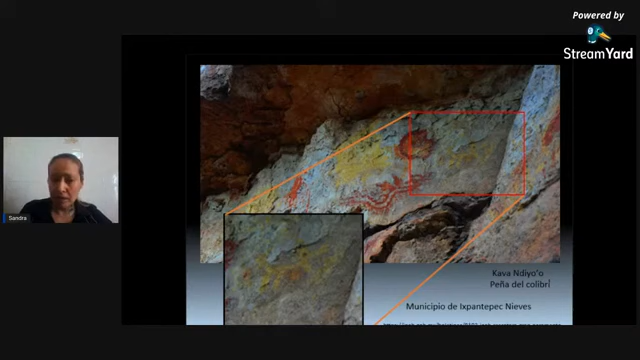 Powered by
StreamYard
Sandra
Kava Ndiyo'o
Peña del colibrí
Municipio de Ixpantepec Nieves